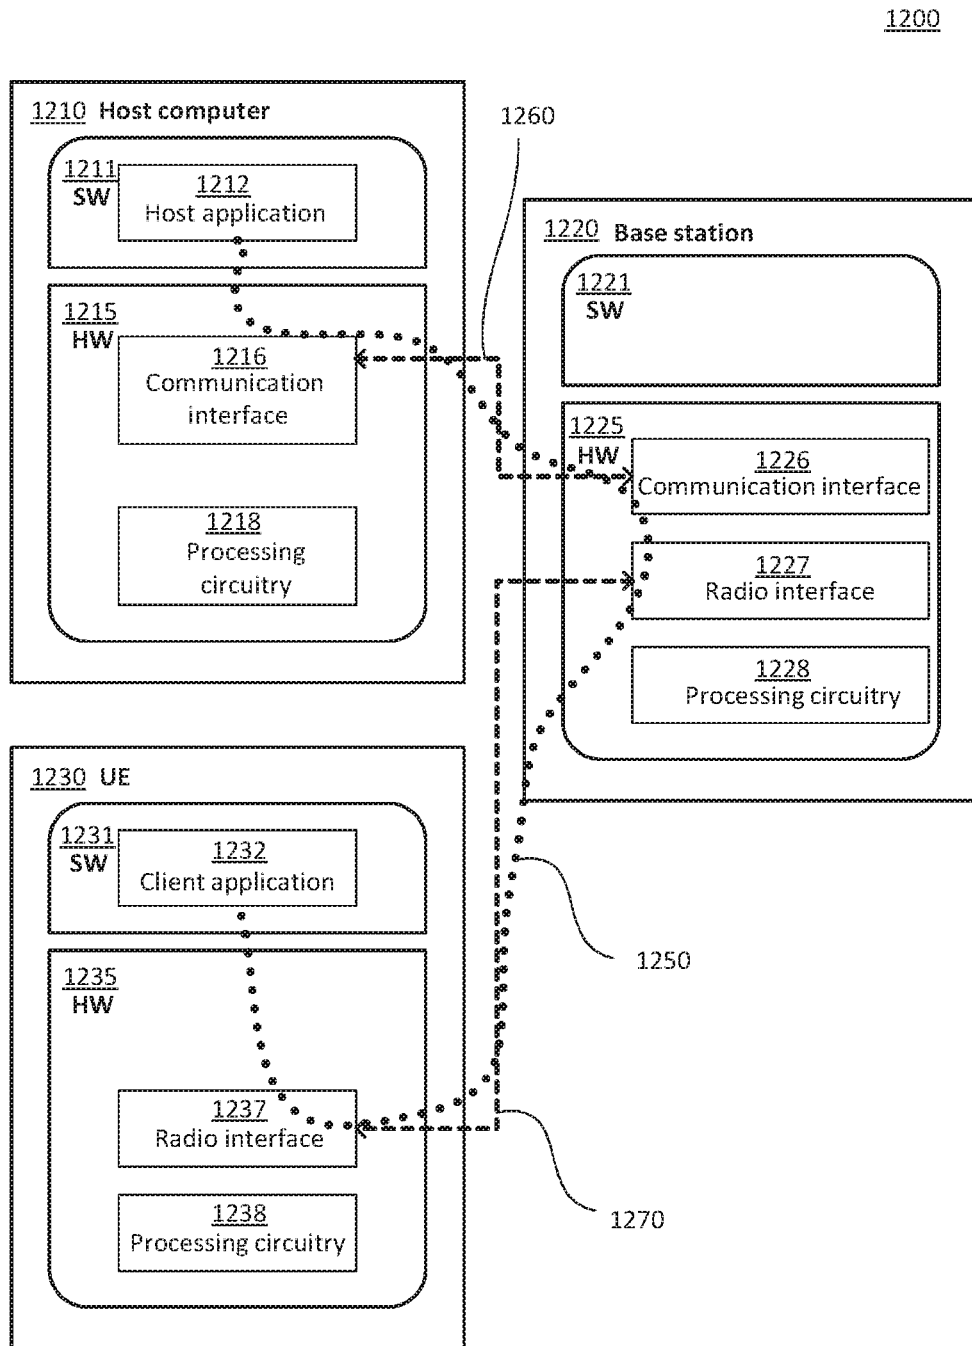 1200
1210 Host computer
1211
SW
1212
Host application
1215
HW
1216
Communication
interface
1218
Processing
circuitry
1260
1220 Base station
1221
SW
1225
HW
1226
Communication interface
1227
Radio interface
1228
Processing circuitry
1230 UE
1231
SW
1232
Client application
1235
HW
1237
Radio interface
1238
Processing circuitry
1250
1270